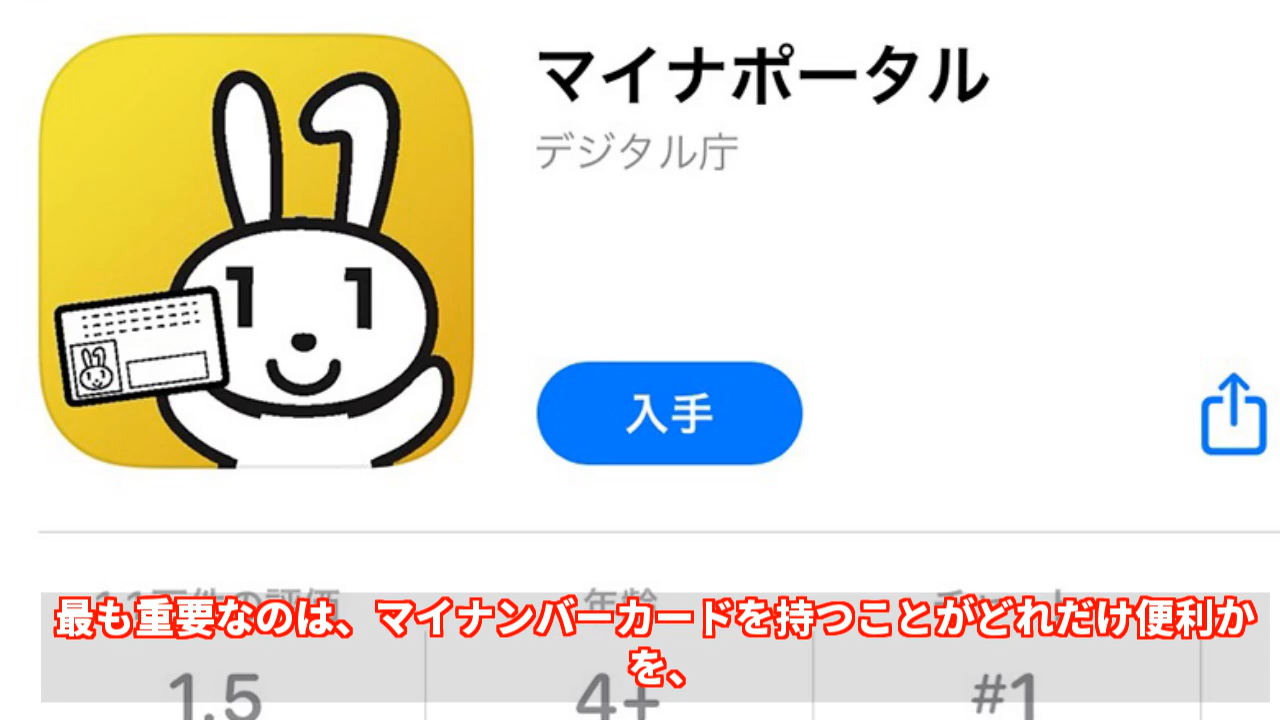 マイナポータル
デジタル庁
入手
年齢
最も重要なのは、マイナンバーカードを持つことがどれだけ便利か
を、
1.5
4+
#1